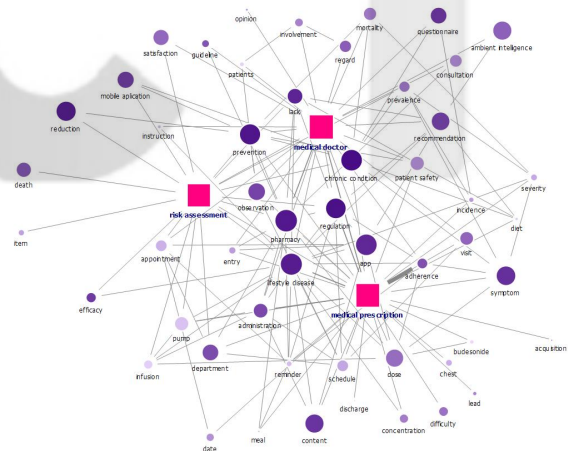 opinion
involvement
mortality
questionnaire
satisfaction
guideline
regard
ambient intelligence
patients
consultation
mobile aplication
prevalence
lack
reduction
instruction
prevention
medical doctor
recommendation
chronic condition
patient safety
death
severity
observation
incidence
risk assessment
regulation
diet
item
pharmacy
visit
appointment
entry
app
adherence
lifestyle disease
symptom
efficacy
medical prescription
administration
pump
budesonide
acquisition
infusion
department
reminder
schedule
dose
chest
lead
discharge
difficulty
date
meal
content
concentration